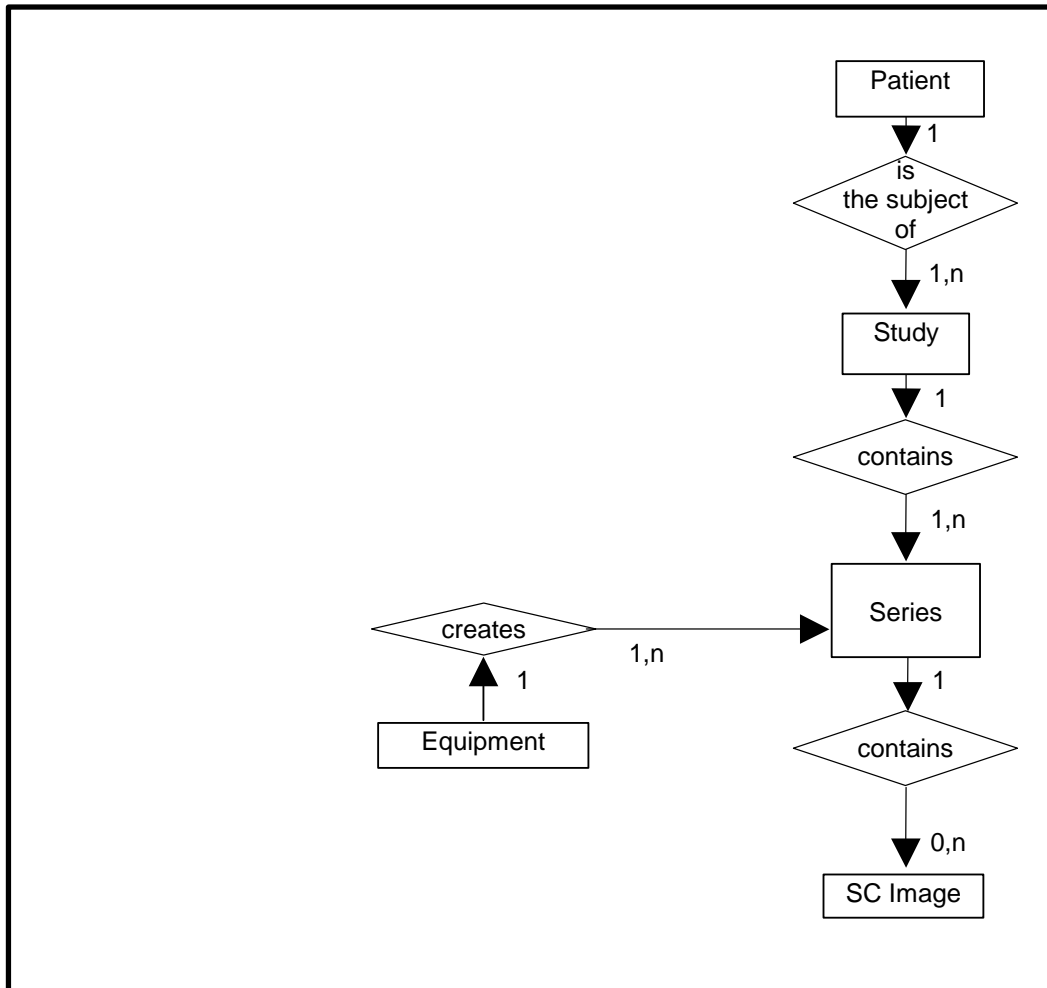 Patient
1
is
the subject
of
1,n
Study
1
contains
1,n
Series
creates
1,n
1
Equipment
1
contains
0,n
SC Image